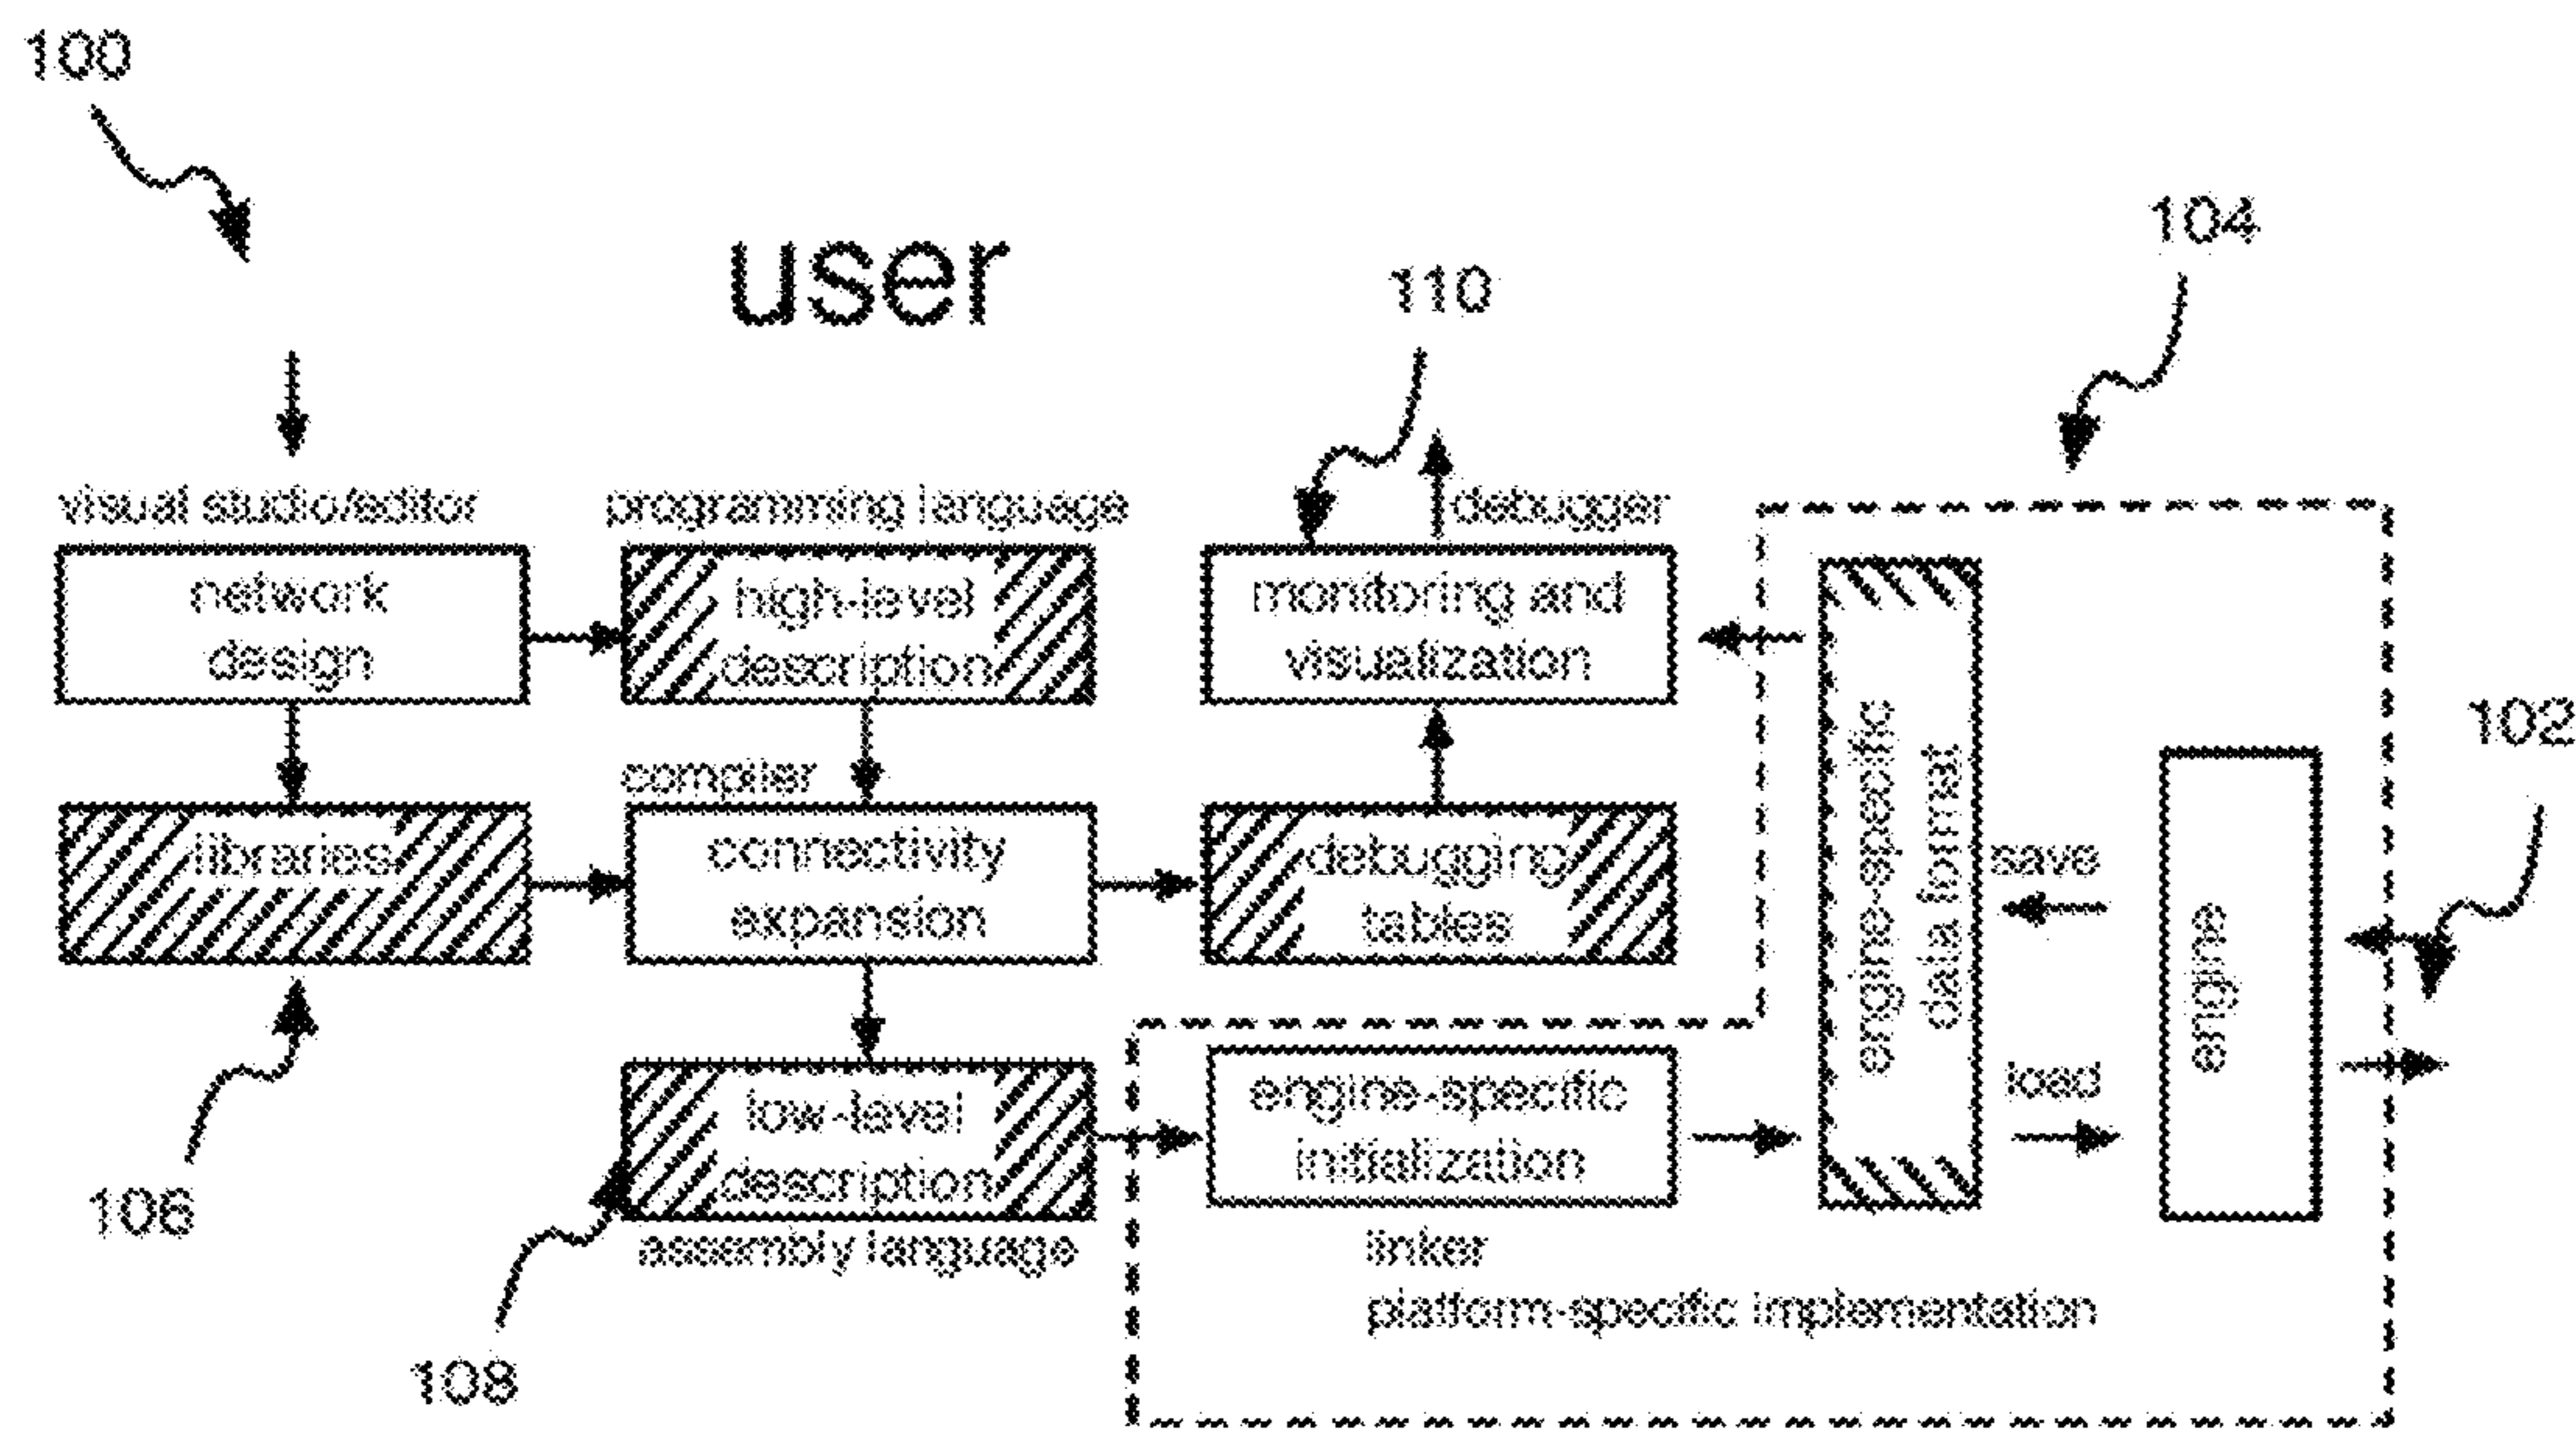 100
user
104
110
visual studio/editor
programming language
debugger
network
design
high-level
description
monitoring and
visualization
engine-specific
data format
102
compiler
libraries
connectivity
expansion
debugging
tables
save
engine
low-level
description
engine-specific
initialization
load
106
assembly language
linker
platform-specific implementation
108